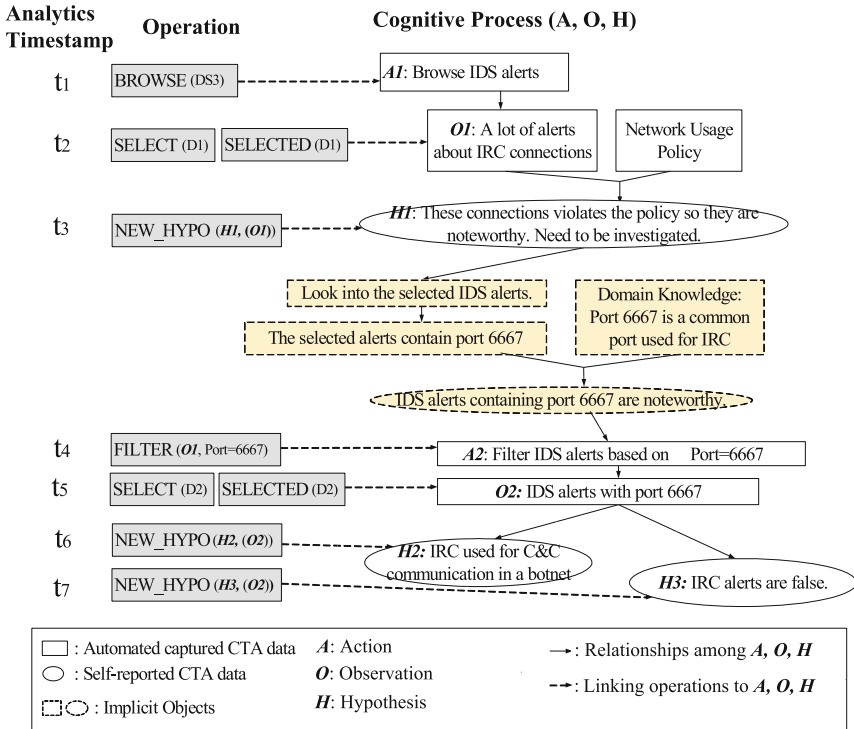 Analytics
Timestamp
Operation
Cognitive Process (A, O, H)
t1
BROWSE (DS3)
A1: Browse IDS alerts
t2
SELECT (D1)
SELECTED (D1)
O1: A lot of alerts
about IRC connections
Network Usage
Policy
t3
NEW_HYPO (H1, (O1))
H1: These connections violates the policy so they are
noteworthy. Need to be investigated.
Look into the selected IDS alerts.
The selected alerts contain port 6667
Domain Knowledge:
Port 6667 is a common
port used for IRC
IDS alerts containing port 6667 are noteworthy.
t4
FILTER (O1, Port=6667)
A2: Filter IDS alerts based on Port=6667
t5
SELECT (D2)
SELECTED (D2)
O2: IDS alerts with port 6667
t6
NEW_HYPO (H2, (O2))
H2: IRC used for C&C
communication in a botnet
t7
NEW_HYPO (H3, (O2))
H3: IRC alerts are false.
: Automated captured CTA data
: Self-reported CTA data
: Implicit Objects
A: Action
O: Observation
H: Hypothesis
: Relationships among A, O, H
: Linking operations to A, O, H